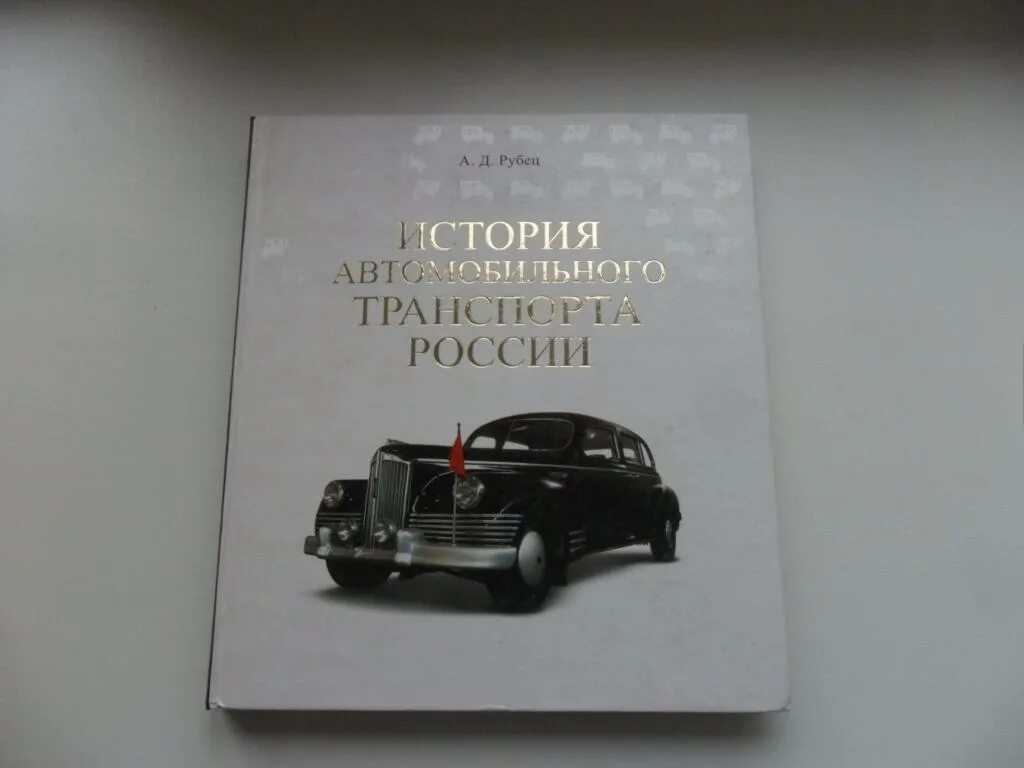 А. Д. Рубец
ИСТОРИЯ
АВТОМОБИЛЬНОГО
ТРАНСПОРТА
РОССИИ